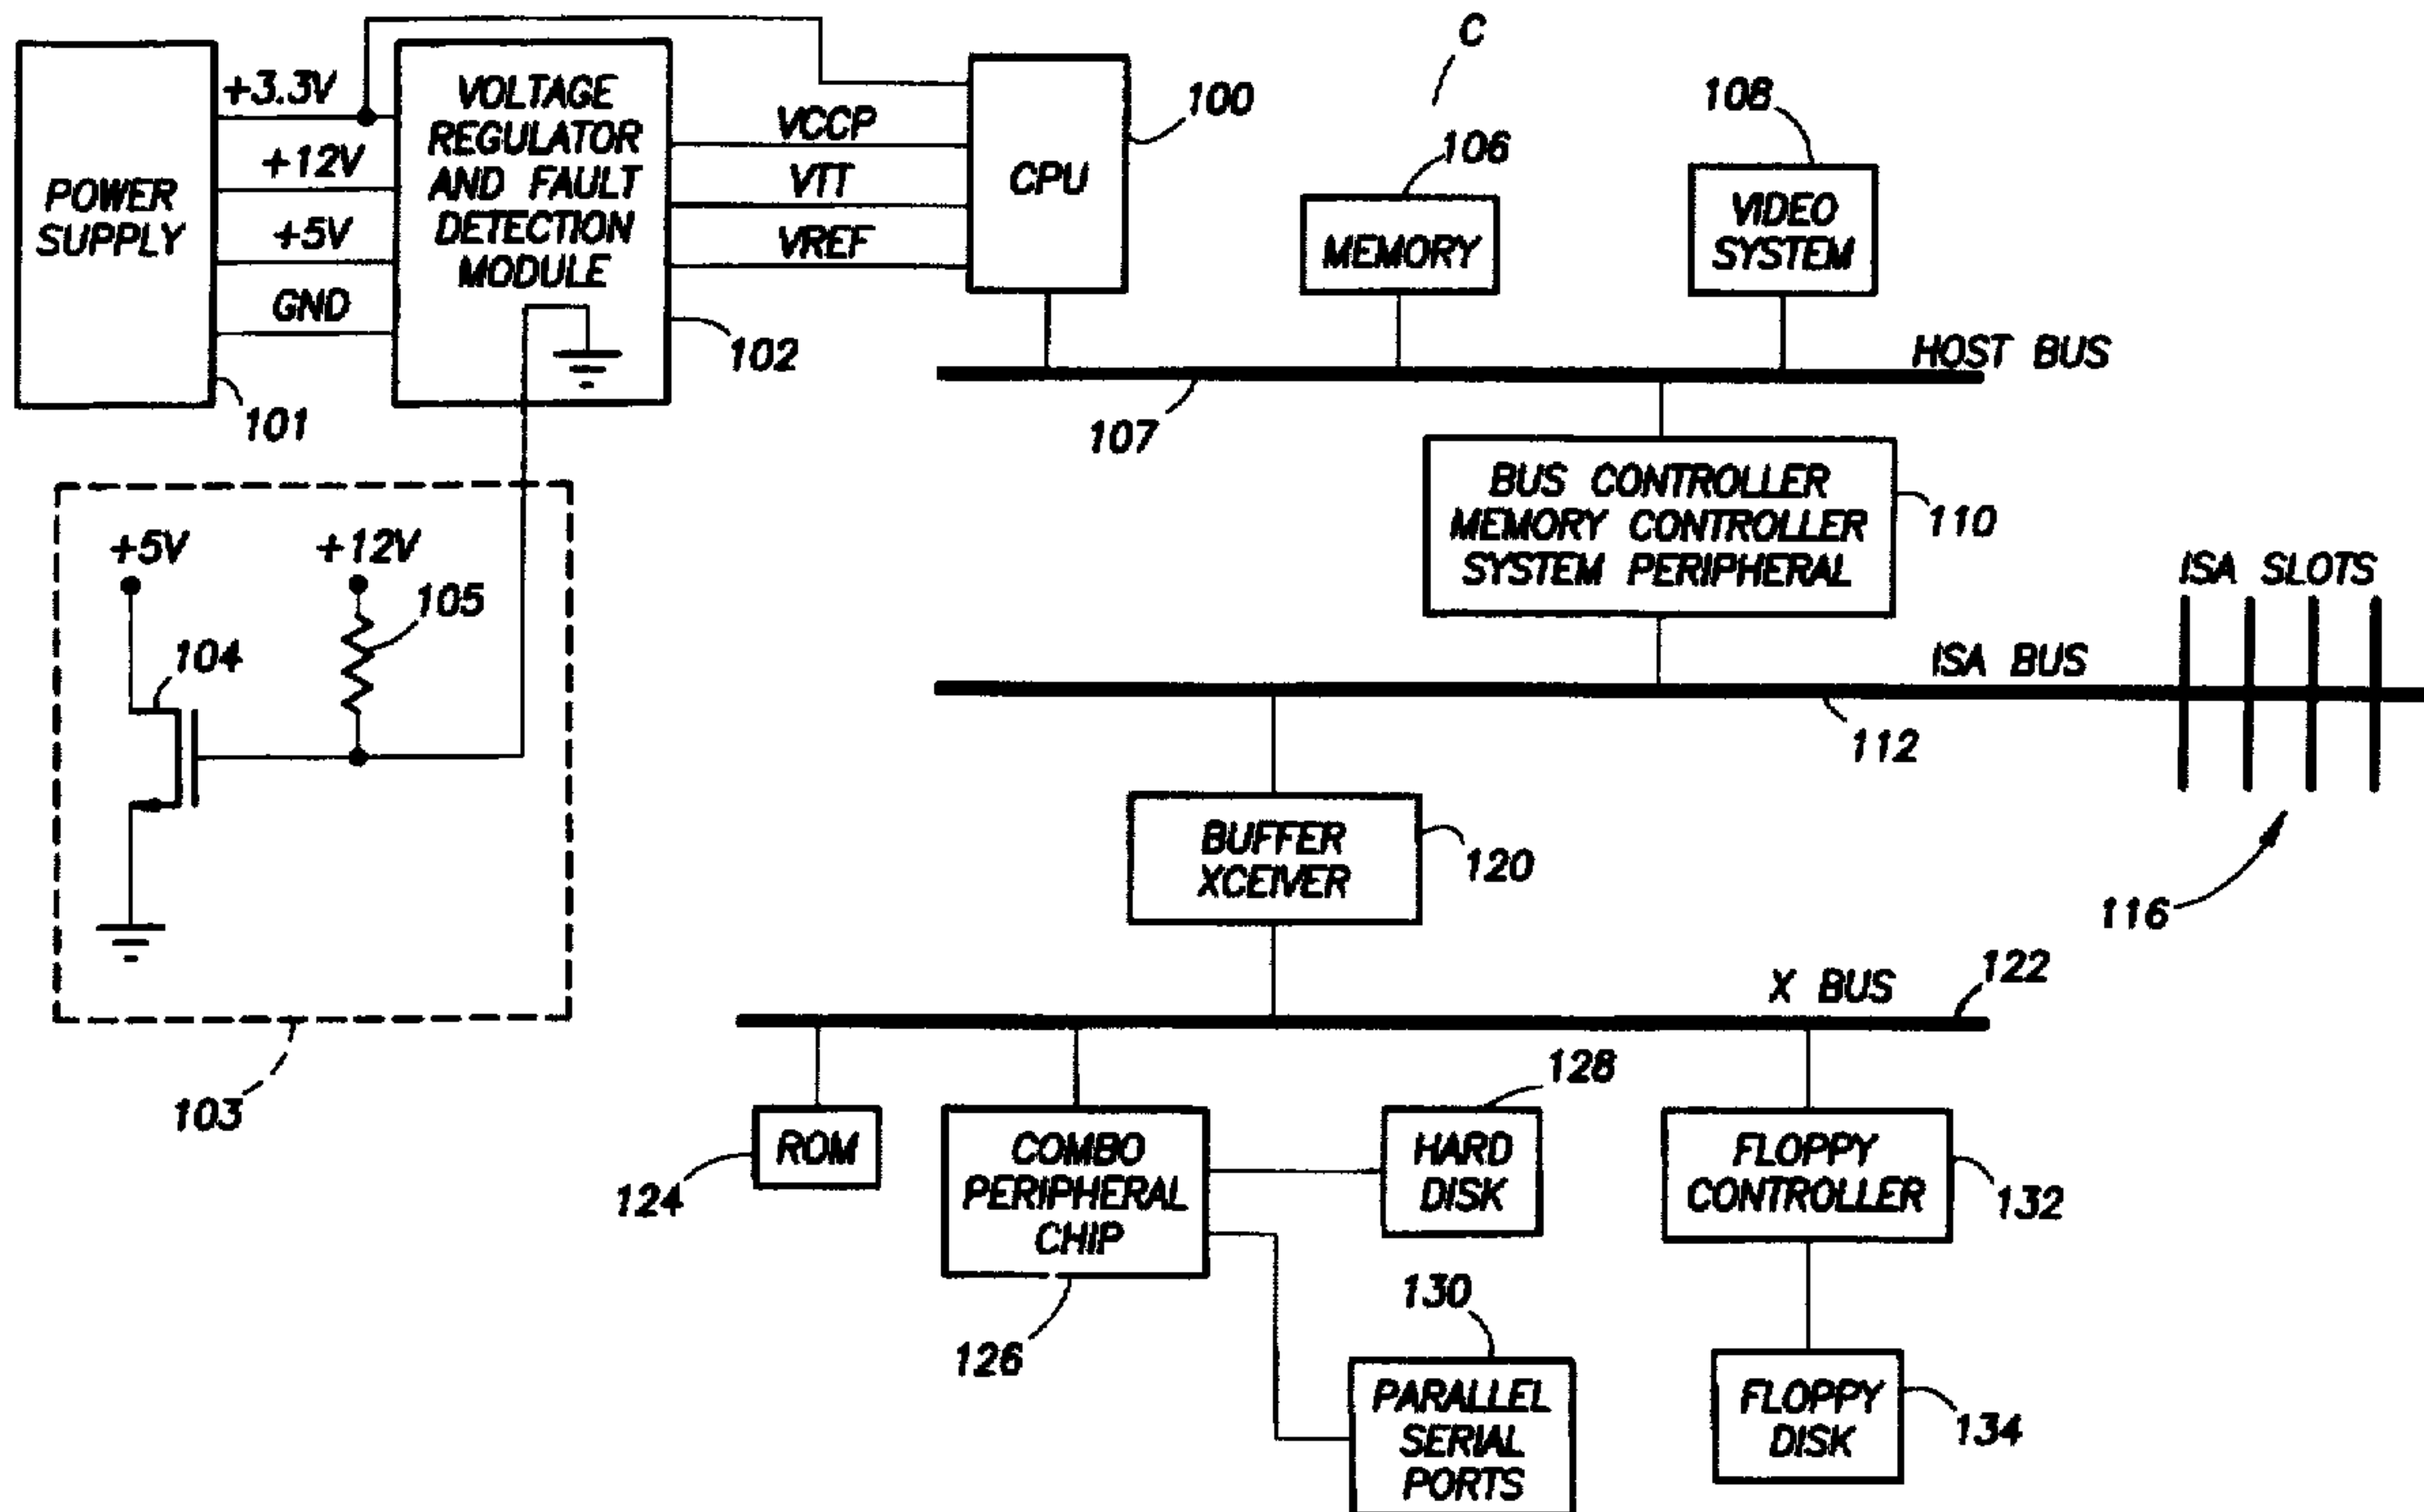 POWER
SUPPLY
+3.3V
+12V
+5V
GND
101
VOLTAGE
REGULATOR
AND FAULT
DETECTION
MODULE
102
VCCP
VTT
VREF
CPU
100
C
106
MEMORY
108
VIDEO
SYSTEM
HOST BUS
107
BUS CONTROLLER
MEMORY CONTROLLER
SYSTEM PERIPHERAL
110
+5V
+12V
105
104
103
ISA SLOTS
ISA BUS
112
116
BUFFER
XCEIVER
120
X BUS
122
ROM
124
COMBO
PERIPHERAL
CHIP
126
128
HARD
DISK
130
PARALLEL
SERIAL
PORTS
FLOPPY
CONTROLLER
132
FLOPPY
DISK
134